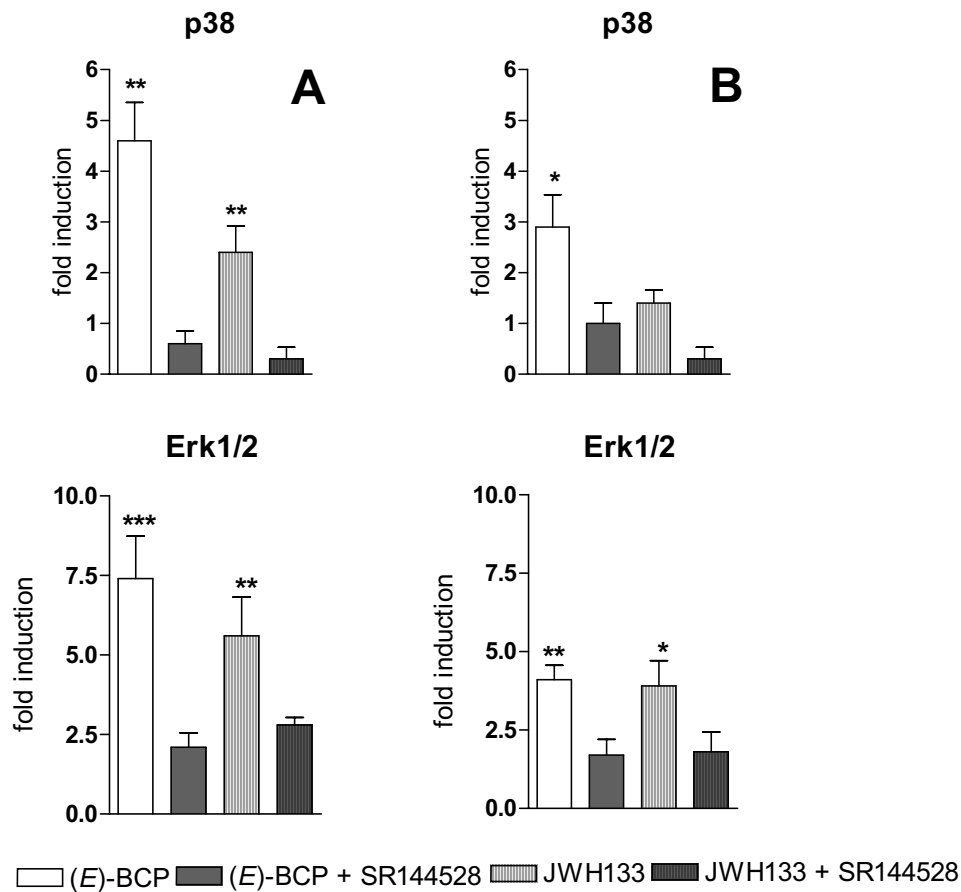 p38
A
6
5
4
3
2
1
0
fold induction
**
**
p38
B
6
5
4
3
2
1
0
fold induction
*
Erk1/2
10.0
7.5
5.0
2.5
0.0
fold induction
***
**
Erk1/2
10.0
7.5
5.0
2.5
0.0
fold induction
**
*
(E)-BCP (E)-BCP + SR144528 JWH133 JWH133 + SR144528